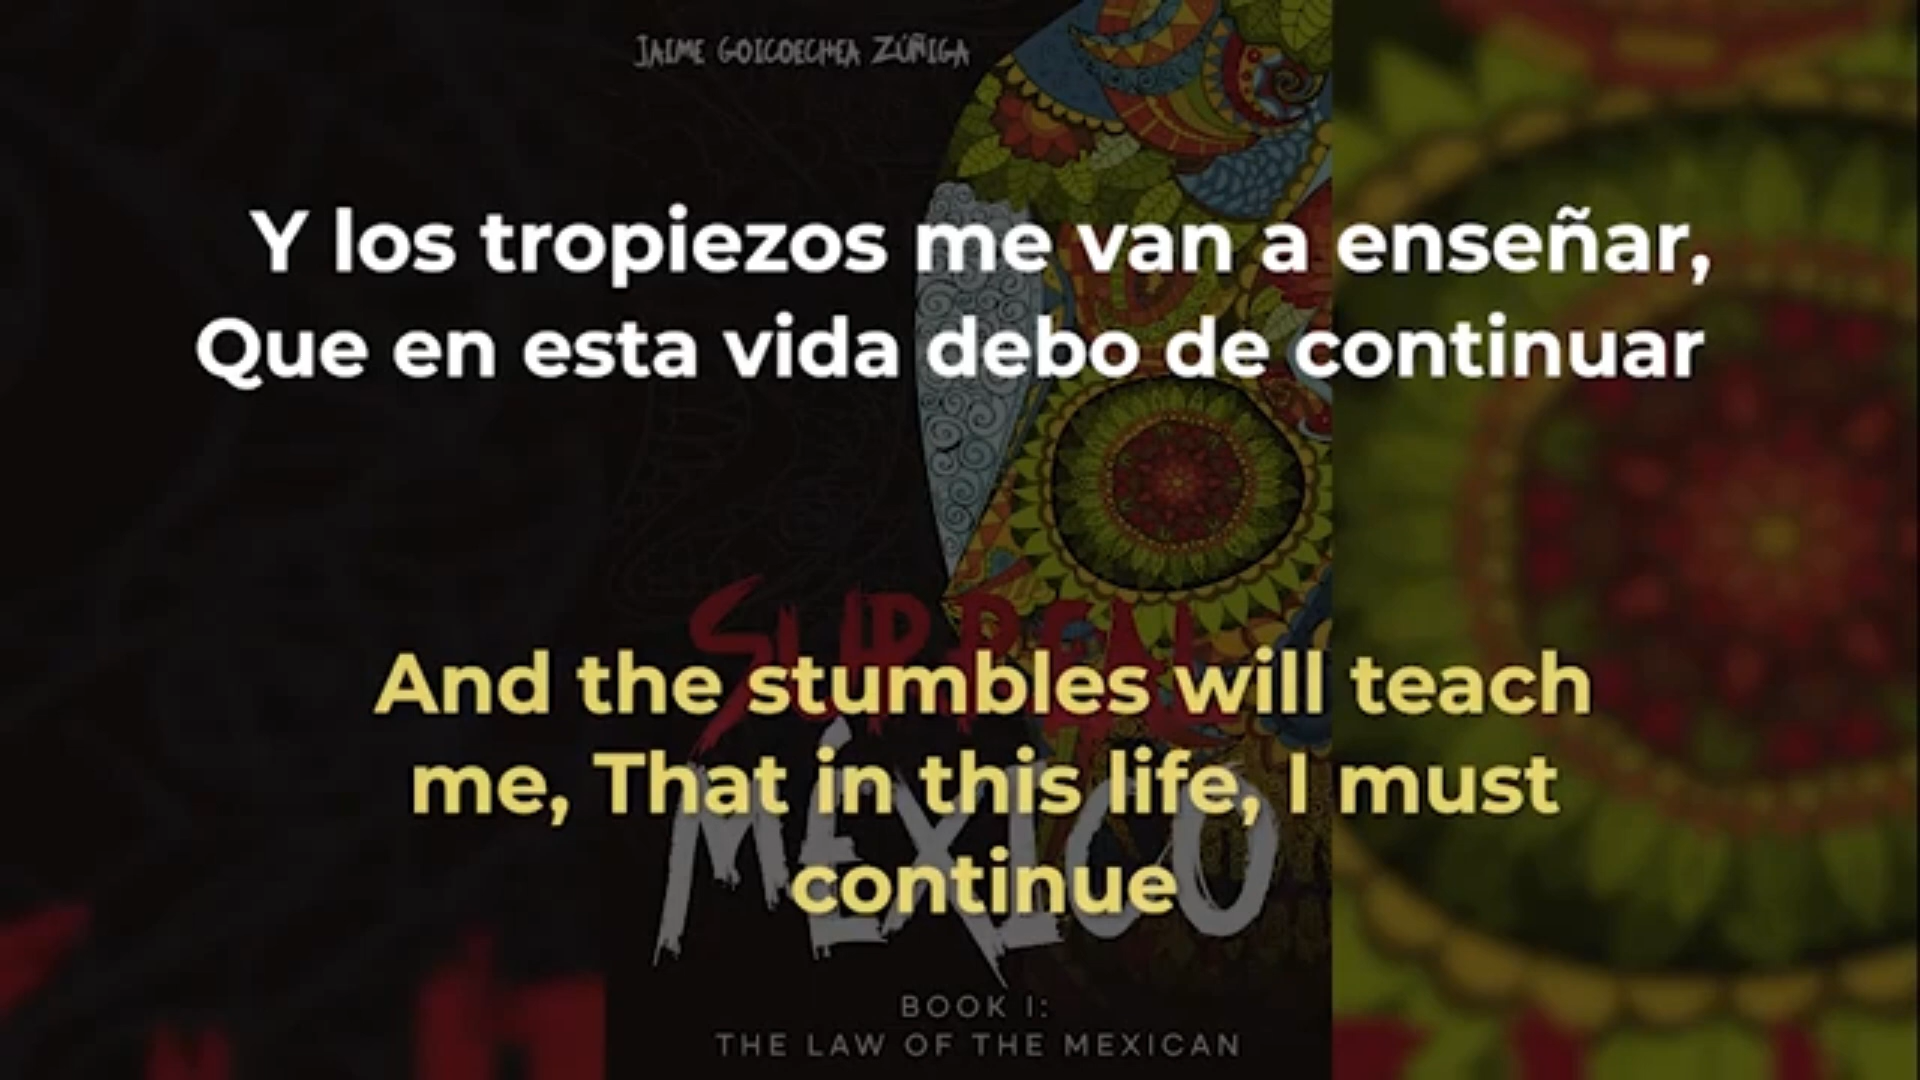 JAIME GOICOECHEA ZÚÑIGA
Y los tropiezos me van a enseñar,
Que en esta vida debo de continuar
SURREAL
And the stumbles will teach
me, That in this life, I must
MÉXICO
continue
BOOK I:
THE LAW OF THE MEXICAN